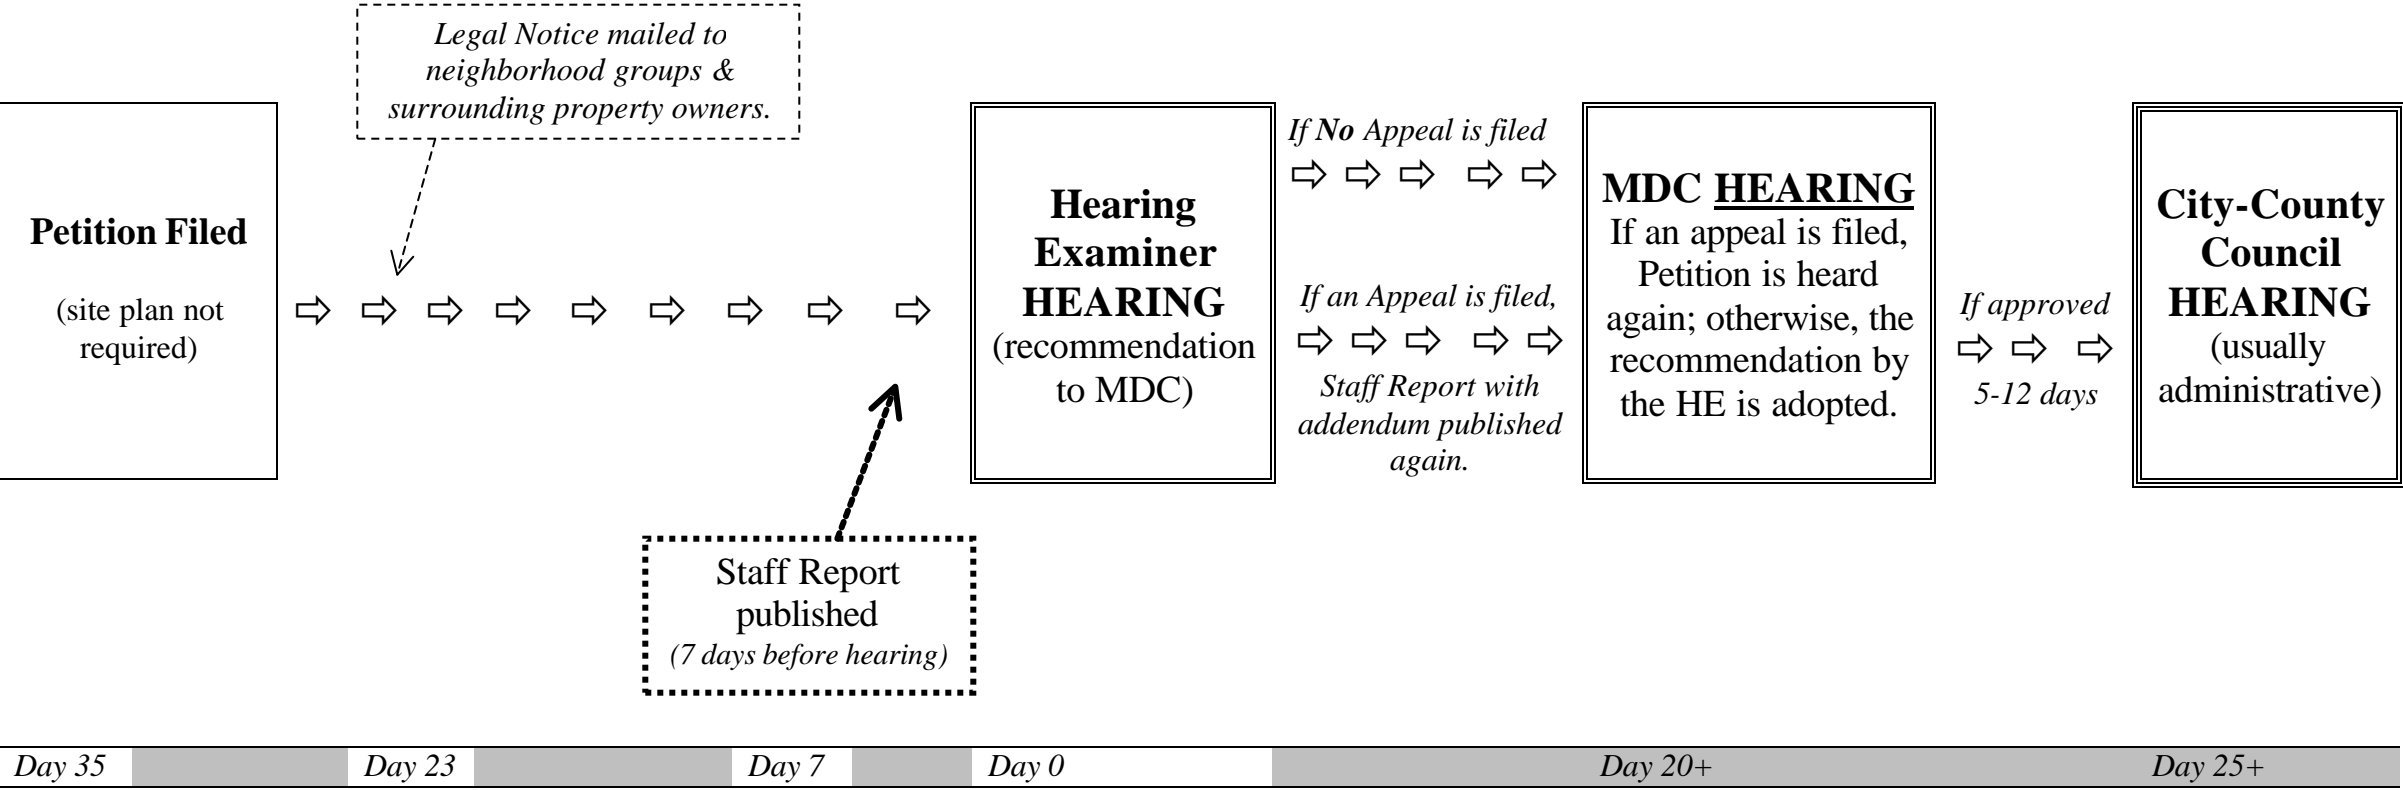 Legal Notice mailed to
neighborhood groups &
surrounding property owners.
Petition Filed
(site plan not
required)
Staff Report
published
(7 days before hearing)
Hearing
Examiner
HEARING
(recommendation
to MDC)
If No Appeal is filed
If an Appeal is filed,
Staff Report with
addendum published
again.
MDC HEARING
If an appeal is filed,
Petition is heard
again; otherwise, the
recommendation by
the HE is adopted.
If approved
5-12 days
City-County
Council
HEARING
(usually
administrative)
Day 35
Day 23
Day 7
Day 0
Day 20+
Day 25+